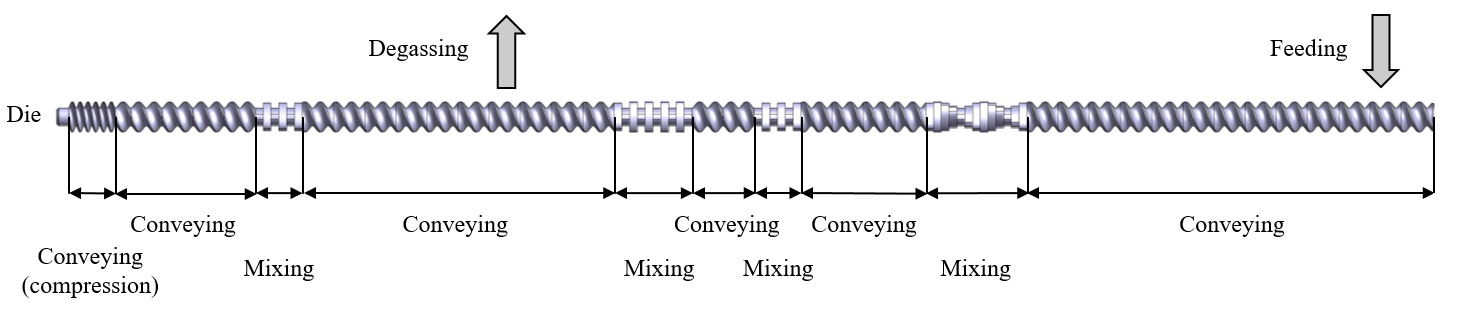 Degassing
Feeding
Die
Conveying
Conveying
Conveying
Conveying
Conveying
Conveying
(compression)
Mixing
Mixing
Mixing
Mixing